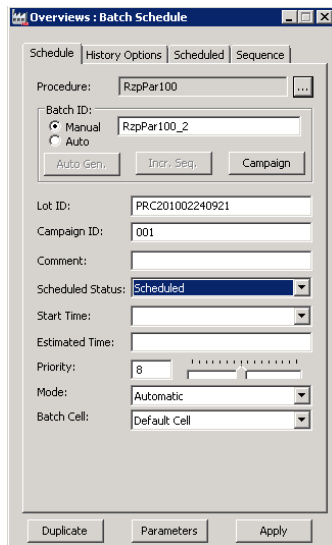 Overviews : Batch Schedule
Schedule History Options Scheduled Sequence
Procedure: RzpPar100 ...
Batch ID:
Manual RzpPar100_2
Auto
Auto Gen. Incr. Seq. Campaign
Lot ID: PRC201002240921
Campaign ID: 001
Comment:
Scheduled Status: Scheduled
Start Time:
Estimated Time:
Priority: 8
Mode: Automatic
Batch Cell: Default Cell
Duplicate Parameters Apply